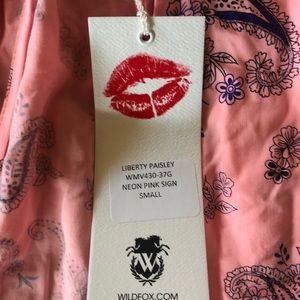 LIBERTY PAISLEY
WMV430-37G
NEON PINK SIGN
SMALL
W
WILDFOX.COM